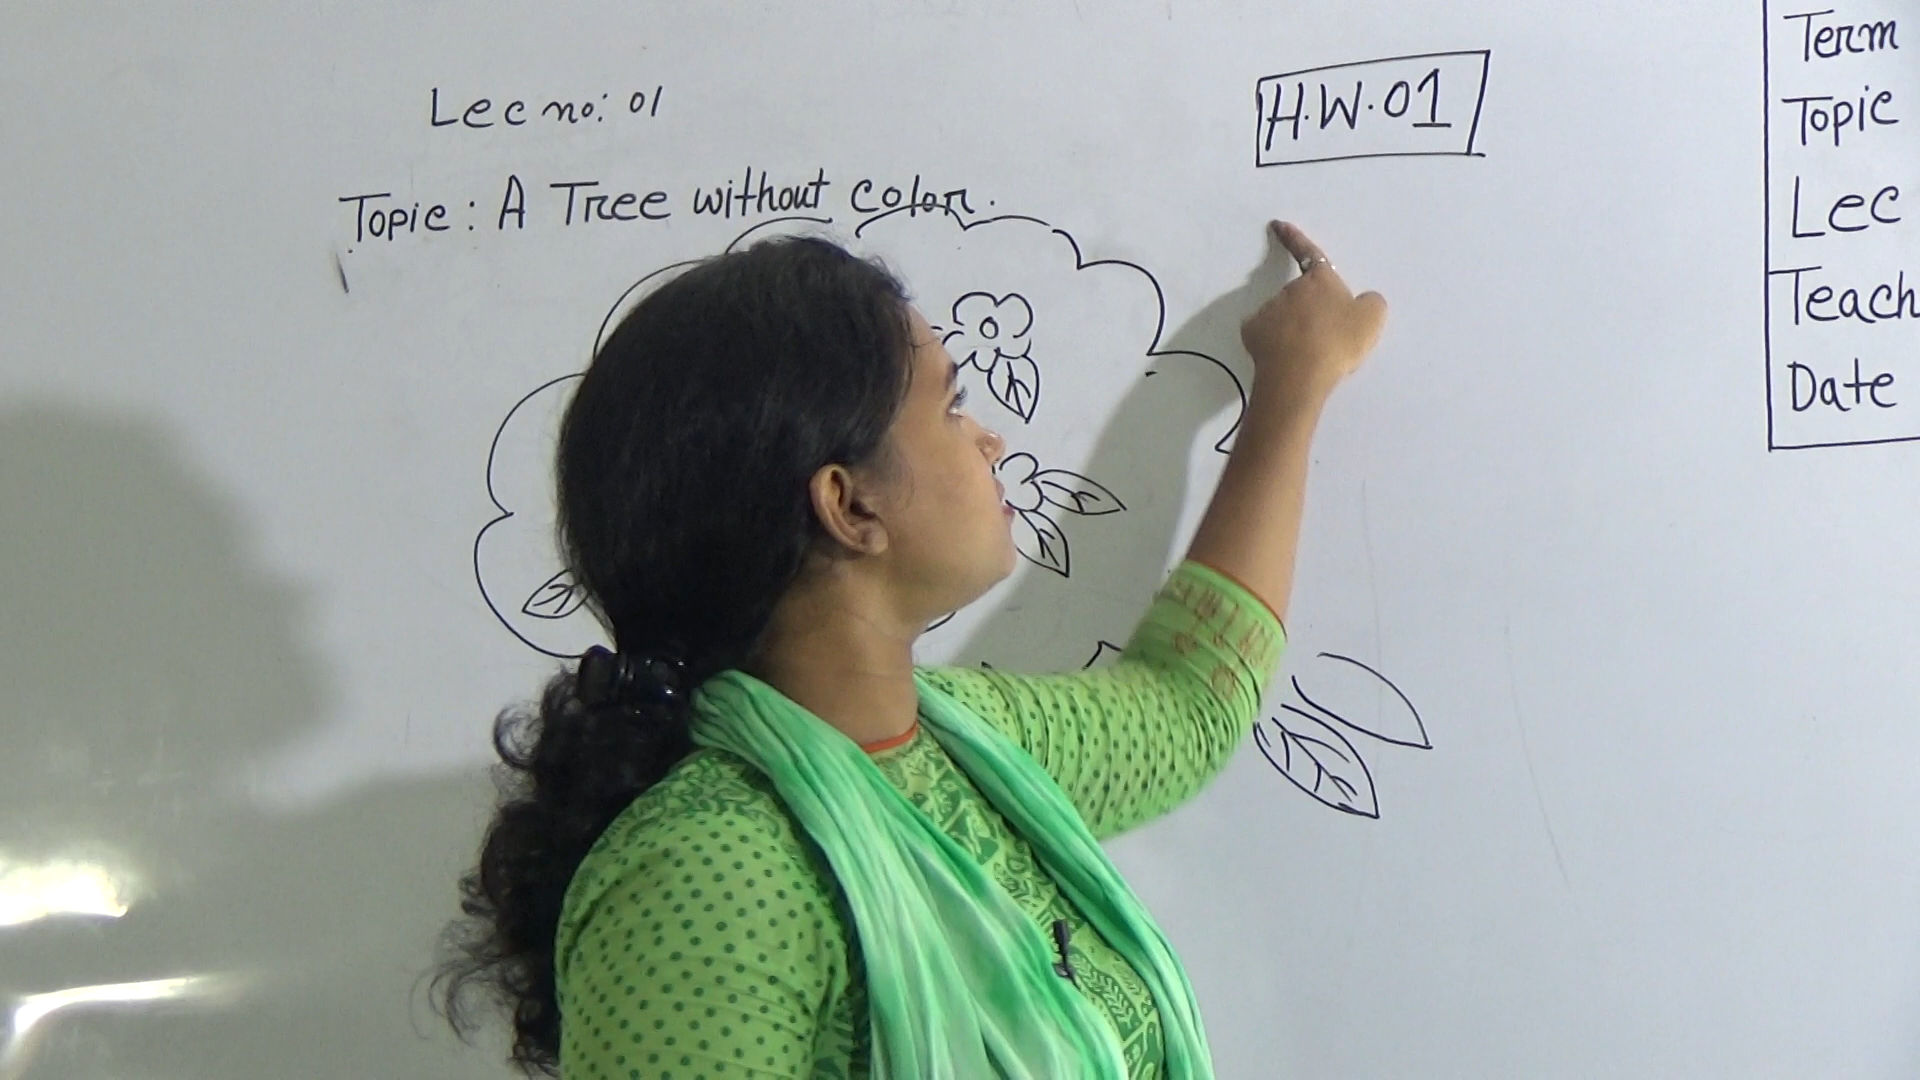 Lec no: 01
Topic: A Tree without color.
H.W.01
Term
Topic
Lec
Teach
Date